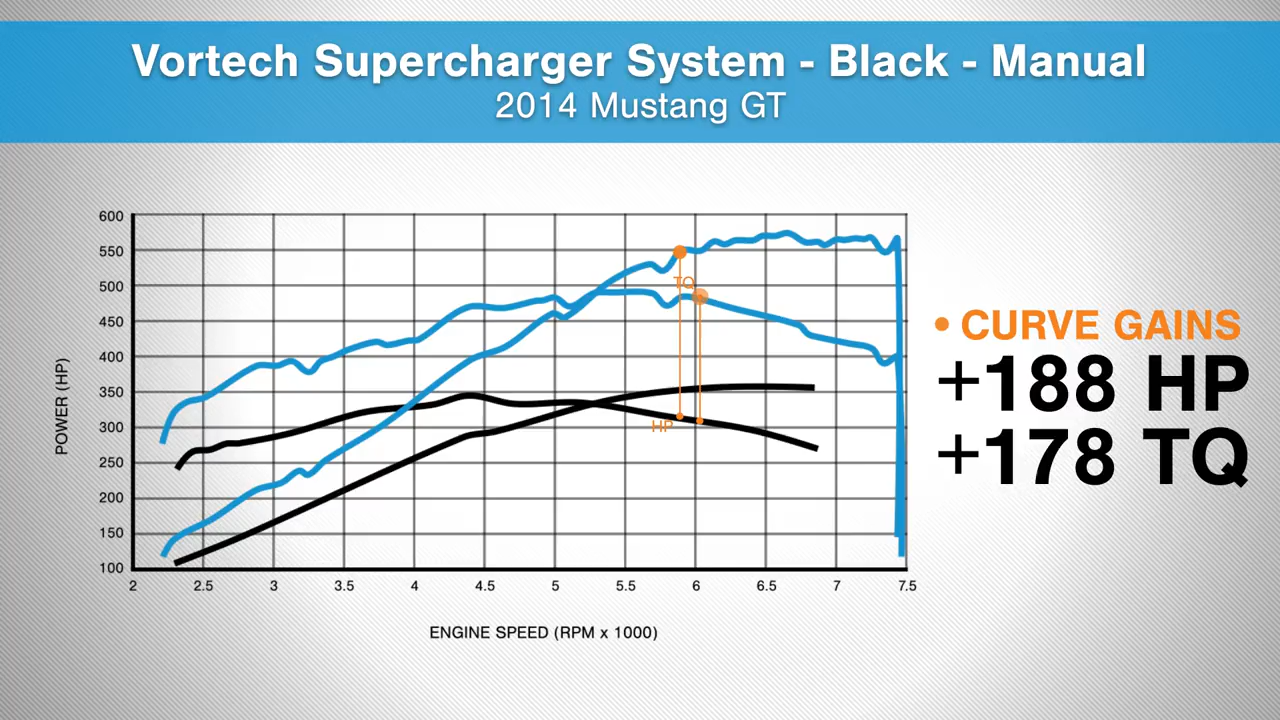 Vortech Supercharger System - Black - Manual
2014 Mustang GT
600
550
500
450
400
350
300
250
200
150
100
POWER (HP)
TQ
HP
2 2.5 3 3.5 4 4.5 5 5.5 6 6.5 7 7.5
ENGINE SPEED (RPM x 1000)
• CURVE GAINS
+188 HP
+178 TQ